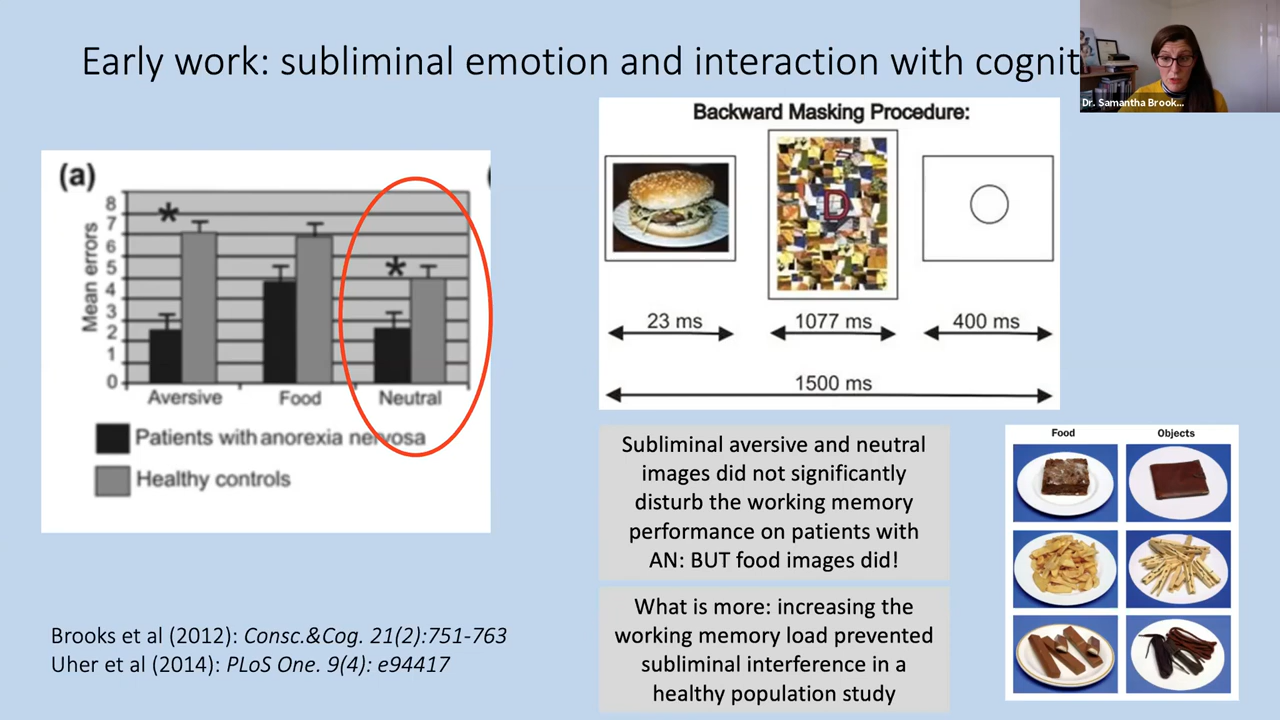 Early work: subliminal emotion and interaction with cognit
Dr. Samantha Brook...
(a)
Mean errors
8
7
6
5
4
3
2
1
0
*
*
Aversive Food Neutral
Patients with anorexia nervosa
Healthy controls
Backward Masking Procedure:
D
23 ms 1077 ms 400 ms
1500 ms
Subliminal aversive and neutral
images did not significantly
disturb the working memory
performance on patients with
AN: BUT food images did!
What is more: increasing the
working memory load prevented
subliminal interference in a
healthy population study
Food Objects
Brooks et al (2012): Consc.&Cog. 21(2):751-763
Uher et al (2014): PLoS One. 9(4): e94417